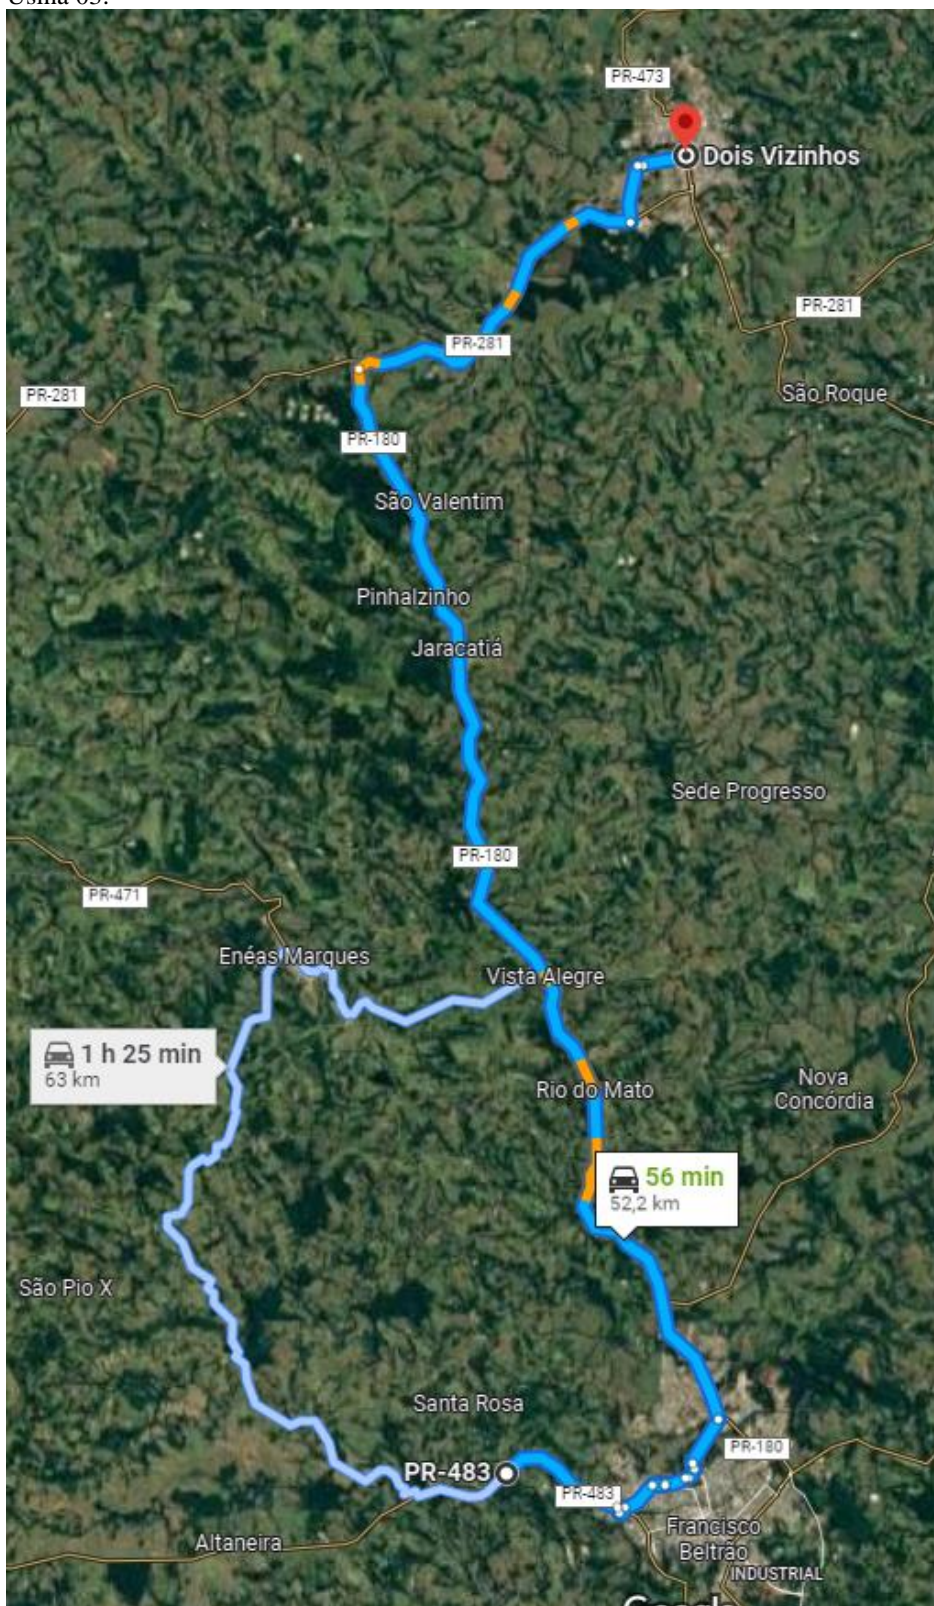 Usina 03:
PR-473
Dois Vizinhos
PR-281
PR-281
PR-281
São Roque
PR-180
São Valentim
Pinhalzinho
Jaracatiá
Sede Progresso
PR-180
PR-471
Enéas Marques
Vista Alegre
1 h 25 min
63 km
Rio do Mato
Nova
Concórdia
56 min
52,2 km
São Pio X
Santa Rosa
PR-180
PR-483
PR-483
Francisco
Beltrão
Altaneira
INDUSTRIAL